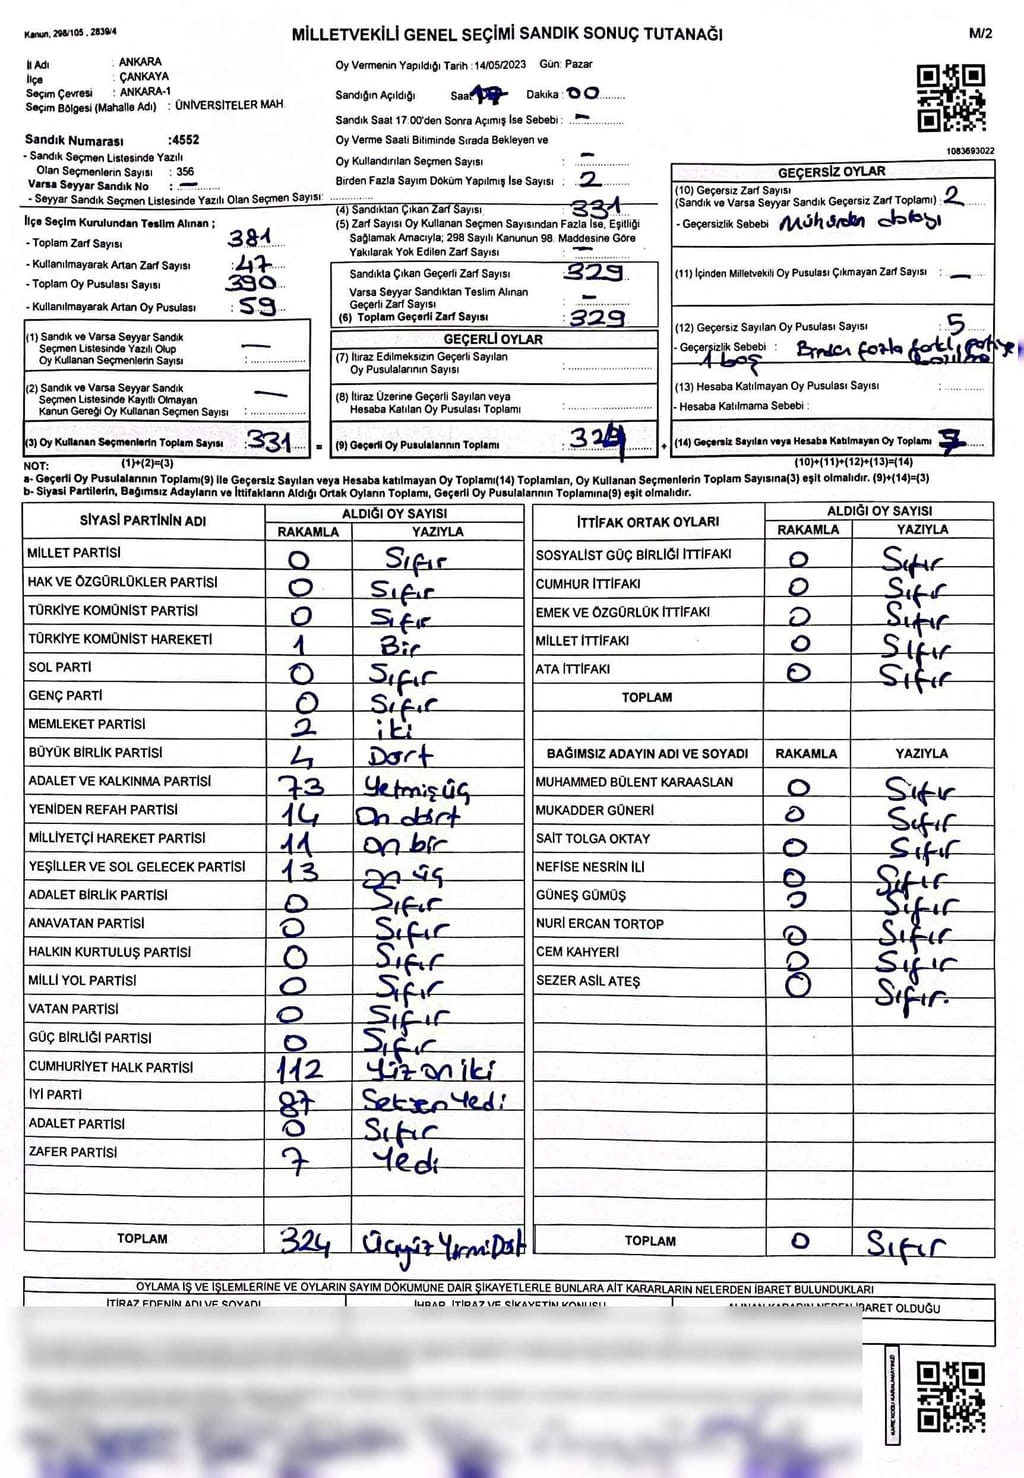 Kanun, 298/105, 2839/4
MİLLETVEKİLİ GENEL SEÇİMİ SANDIK SONUÇ TUTANAĞI
M/2
İl Adı : ANKARA
İlçe : ÇANKAYA
Seçim Çevresi : ANKARA-1
Seçim Bölgesi (Mahalle Adı) : ÜNİVERSİTELER MAH.
Sandık Numarası :4552
- Sandık Seçmen Listesinde Yazılı
Olan Seçmenlerin Sayısı : 356
Varsa Seyyar Sandık No : —
- Seyyar Sandık Seçmen Listesinde Yazılı Olan Seçmen Sayısı:
Oy Vermenin Yapıldığı Tarih :14/05/2023 Gün: Pazar
Sandığın Açıldığı Saat 17 Dakika : 00
Sandık Saat 17.00'den Sonra Açımış İse Sebebi : —
Oy Verme Saati Bitiminde Sırada Bekleyen ve
Oy Kullandırılan Seçmen Sayısı : —
Birden Fazla Sayım Döküm Yapılmış İse Sayısı : 2
1083693022
İlçe Seçim Kurulundan Teslim Alınan ;
- Toplam Zarf Sayısı : 381
- Kullanılmayarak Artan Zarf Sayısı : 47
- Toplam Oy Pusulası Sayısı : 390
- Kullanılmayarak Artan Oy Pusulası : 59
(4) Sandıktan Çıkan Zarf Sayısı : 331
(5) Zarf Sayısı Oy Kullanan Seçmen Sayısından Fazla İse, Eşitliği
Sağlamak Amacıyla; 298 Sayılı Kanunun 98. Maddesine Göre
Yakılarak Yok Edilen Zarf Sayısı : —
Sandıkta Çıkan Geçerli Zarf Sayısı : 329
Varsa Seyyar Sandıktan Teslim Alınan
Geçerli Zarf Sayısı : —
(6) Toplam Geçerli Zarf Sayısı : 329
GEÇERSİZ OYLAR
(10) Geçersiz Zarf Sayısı
(Sandık ve Varsa Seyyar Sandık Geçersiz Zarf Toplamı) : 2
- Geçersizlik Sebebi Mühürden dolayı
(11) İçinden Milletvekili Oy Pusulası Çıkmayan Zarf Sayısı : —
(12) Geçersiz Sayılan Oy Pusulası Sayısı : 5
- Geçersizlik Sebebi : Birden fazla farklı partiye
1 boş
(13) Hesaba Katılmayan Oy Pusulası Sayısı :
- Hesaba Katılmama Sebebi :
(14) Geçersiz Sayılan veya Hesaba Katılmayan Oy Toplamı 7
(10)+(11)+(12)+(13)=(14)
(1) Sandık ve Varsa Seyyar Sandık
Seçmen Listesinde Yazılı Olup
Oy Kullanan Seçmenlerin Sayısı : —
(2) Sandık ve Varsa Seyyar Sandık
Seçmen Listesinde Kayıtlı Olmayan
Kanun Gereği Oy Kullanan Seçmen Sayısı : —
(3) Oy Kullanan Seçmenlerin Toplam Sayısı : 331 =
GEÇERLİ OYLAR
(7) İtiraz Edilmeksizin Geçerli Sayılan
Oy Pusulalarının Sayısı :
(8) İtiraz Üzerine Geçerli Sayılan veya
Hesaba Katılan Oy Pusulası Toplamı :
(9) Geçerli Oy Pusulalarının Toplamı : 324 +
NOT: (1)+(2)=(3)
a- Geçerli Oy Pusulalarının Toplamı(9) ile Geçersiz Sayılan veya Hesaba katılmayan Oy Toplamı(14) Toplamları, Oy Kullanan Seçmenlerin Toplam Sayısına(3) eşit olmalıdır. (9)+(14)=(3)
b- Siyasi Partilerin, Bağımsız Adayların ve İttifakların Aldığı Ortak Oyların Toplamı, Geçerli Oy Pusulalarının Toplamına(9) eşit olmalıdır.
SİYASİ PARTİNİN ADI ALDIĞI OY SAYISI
RAKAMLA YAZIYLA
MİLLET PARTİSİ 0 Sıfır
HAK VE ÖZGÜRLÜKLER PARTİSİ 0 Sıfır
TÜRKİYE KOMÜNİST PARTİSİ 0 Sıfır
TÜRKİYE KOMÜNİST HAREKETİ 1 Bir
SOL PARTİ 0 Sıfır
GENÇ PARTİ 0 Sıfır
MEMLEKET PARTİSİ 2 iki
BÜYÜK BİRLİK PARTİSİ 4 Dört
ADALET VE KALKINMA PARTİSİ 73 Yetmiş üç
YENİDEN REFAH PARTİSİ 14 On dört
MİLLİYETÇİ HAREKET PARTİSİ 11 on bir
YEŞİLLER VE SOL GELECEK PARTİSİ 13 on üç
ADALET BİRLİK PARTİSİ 0 Sıfır
ANAVATAN PARTİSİ 0 Sıfır
HALKIN KURTULUŞ PARTİSİ 0 Sıfır
MİLLİ YOL PARTİSİ 0 Sıfır
VATAN PARTİSİ 0 Sıfır
GÜÇ BİRLİĞİ PARTİSİ 0 Sıfır
CUMHURİYET HALK PARTİSİ 112 Yüz on iki
İYİ PARTİ 87 Seksen Yedi
ADALET PARTİSİ 0 Sıfır
ZAFER PARTİSİ 7 Yedi
TOPLAM 324 Üçyüz Yirmi Dört
İTTİFAK ORTAK OYLARI ALDIĞI OY SAYISI
RAKAMLA YAZIYLA
SOSYALİST GÜÇ BİRLİĞİ İTTİFAKI 0 Sıfır
CUMHUR İTTİFAKI 0 Sıfır
EMEK VE ÖZGÜRLÜK İTTİFAKI 0 Sıfır
MİLLET İTTİFAKI 0 Sıfır
ATA İTTİFAKI 0 Sıfır
TOPLAM
BAĞIMSIZ ADAYIN ADI VE SOYADI RAKAMLA YAZIYLA
MUHAMMED BÜLENT KARAASLAN 0 Sıfır
MUKADDER GÜNERİ 0 Sıfır
SAİT TOLGA OKTAY 0 Sıfır
NEFİSE NESRİN İLİ 0 Sıfır
GÜNEŞ GÜMÜŞ 0 Sıfır
NURİ ERCAN TORTOP 0 Sıfır
CEM KAHYERİ 0 Sıfır
SEZER ASİL ATEŞ 0 Sıfır.
TOPLAM 0 Sıfır
OYLAMA İŞ VE İŞLEMLERİNE VE OYLARIN SAYIM DÖKÜMÜNE DAİR ŞİKAYETLERLE BUNLARA AİT KARARLARIN NELERDEN İBARET BULUNDUKLARI
İTİRAZ EDENİN ADI VE SOYADI İHBAR, İTİRAZ VE ŞİKAYETİN KONUSU ALINAN KARARIN NEDEN İBARET OLDUĞU
KARE KODU KARALAMAYINIZ!